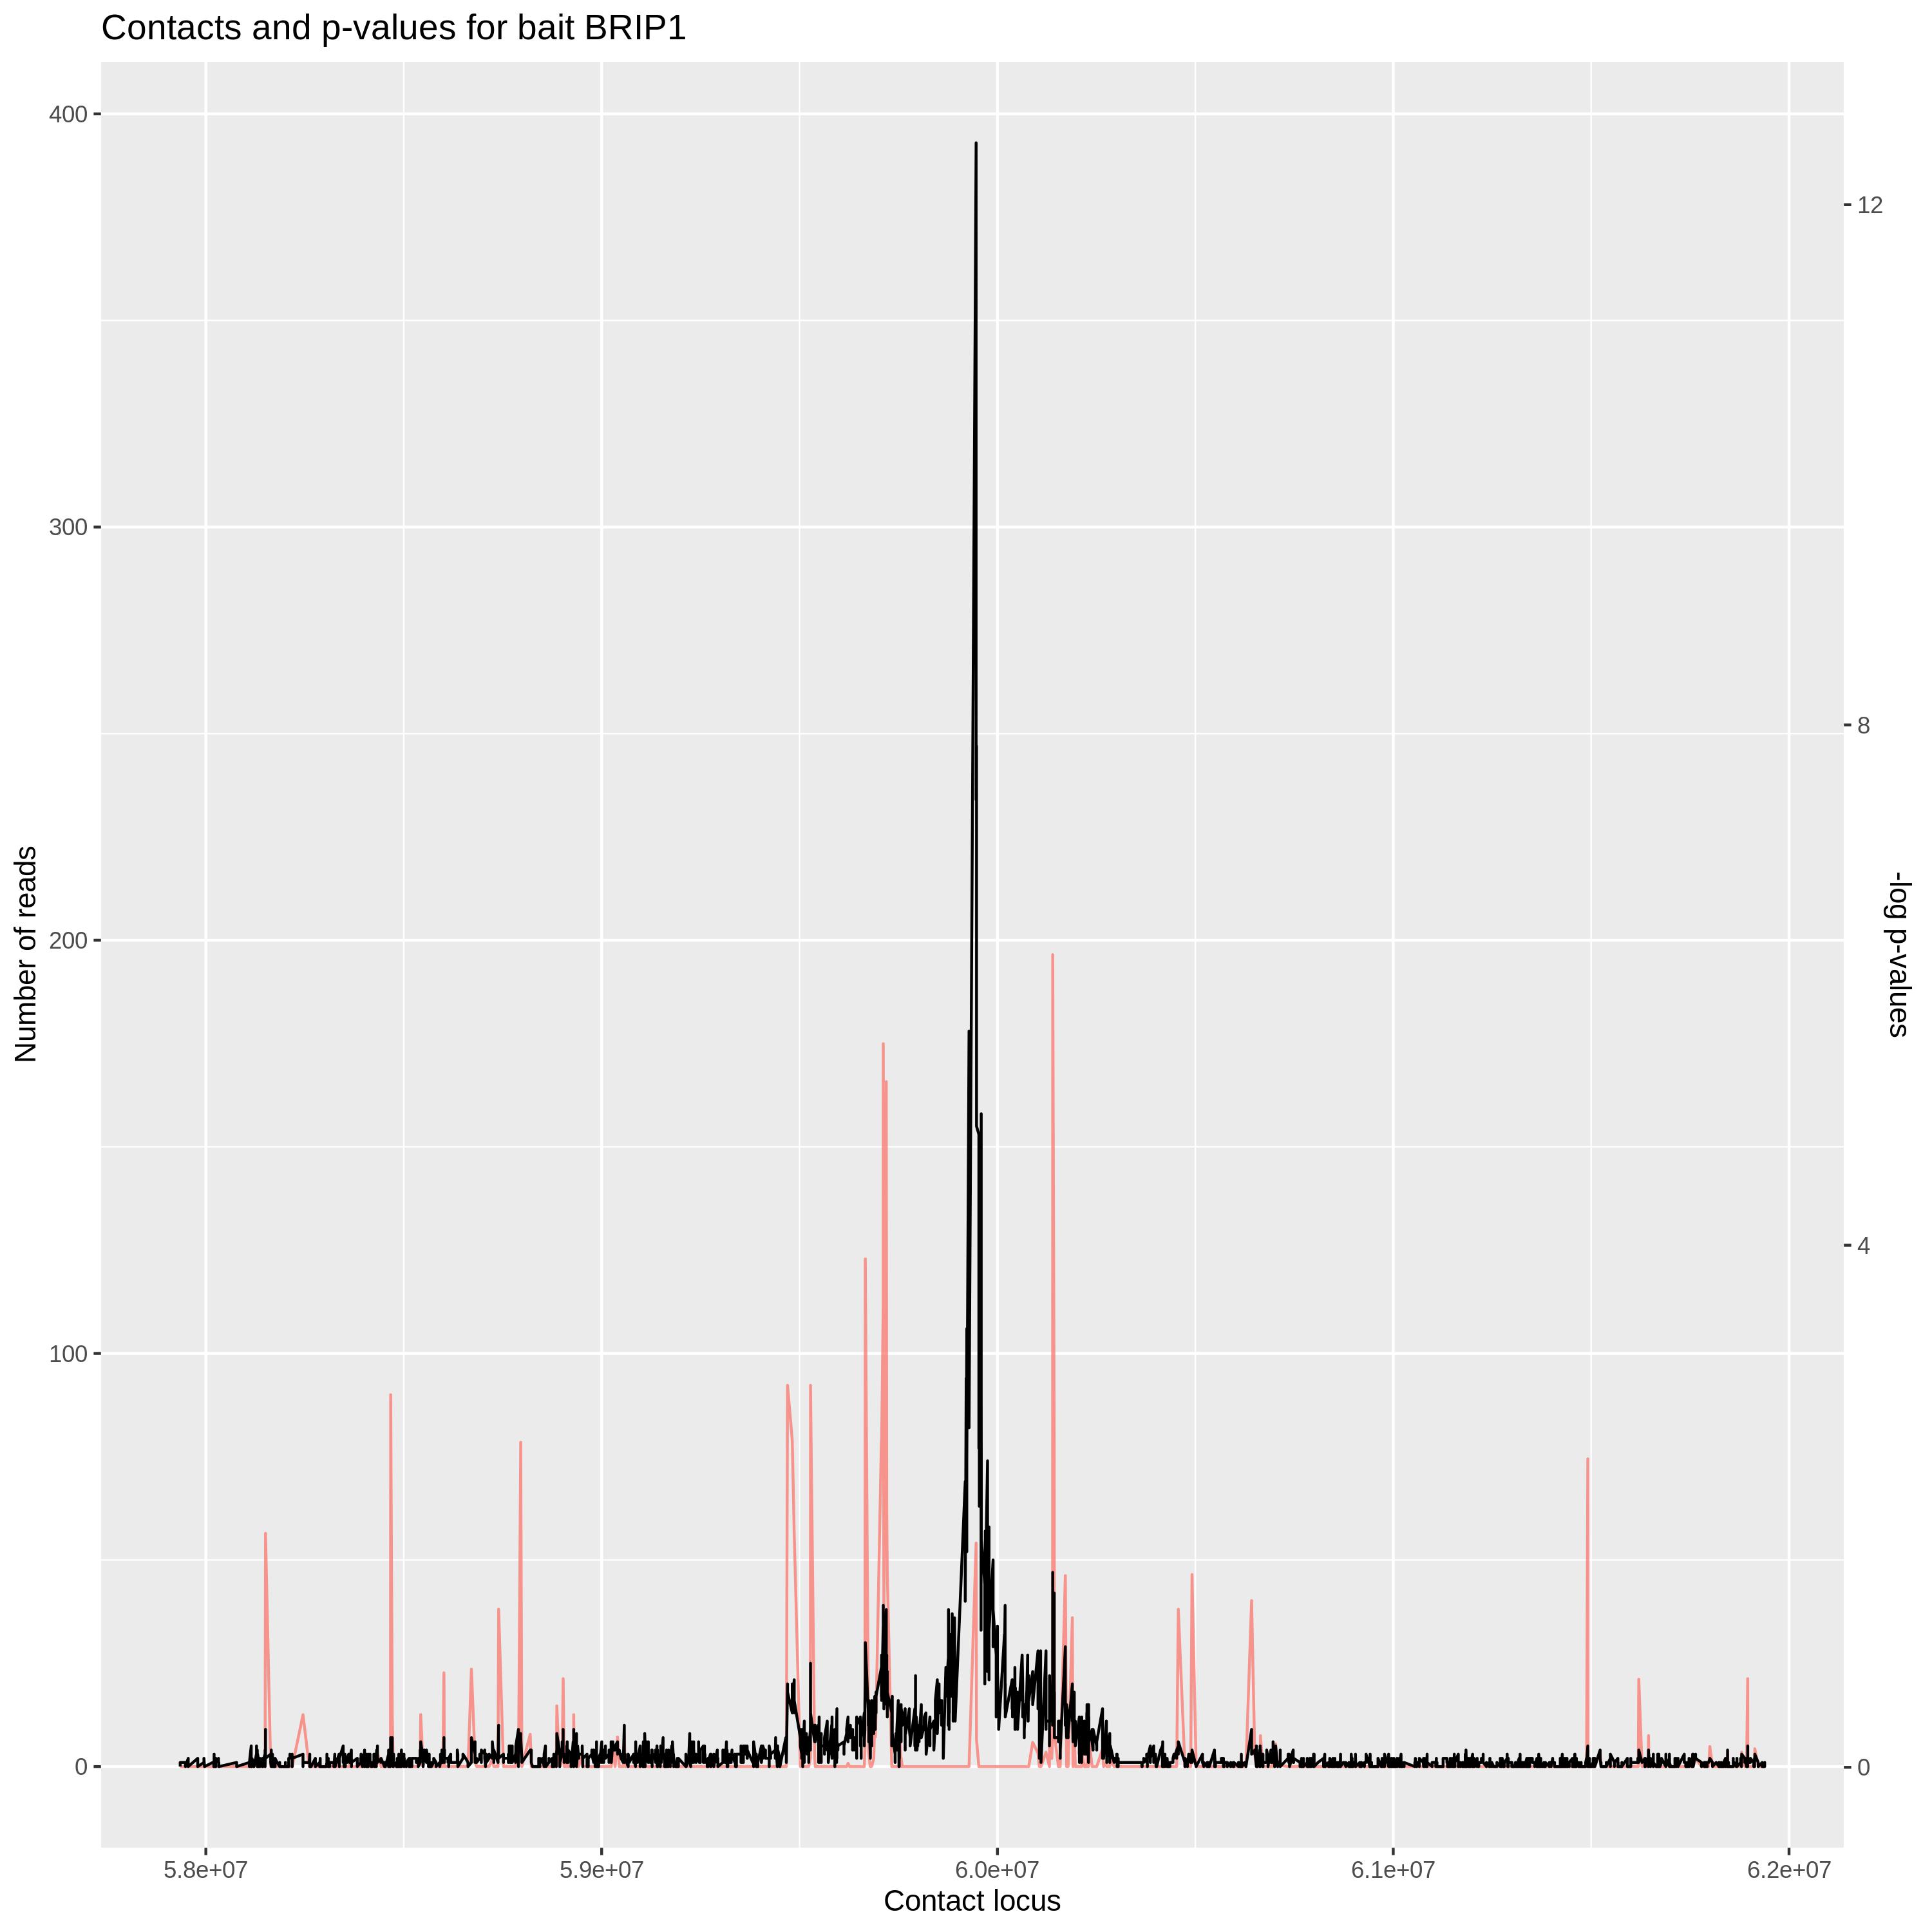 Contacts and p-values for bait BRIP1
400
300
200
100
0
Number of reads
12
8
4
0
-log p-values
5.8e+07
5.9e+07
6.0e+07
6.1e+07
6.2e+07
Contact locus